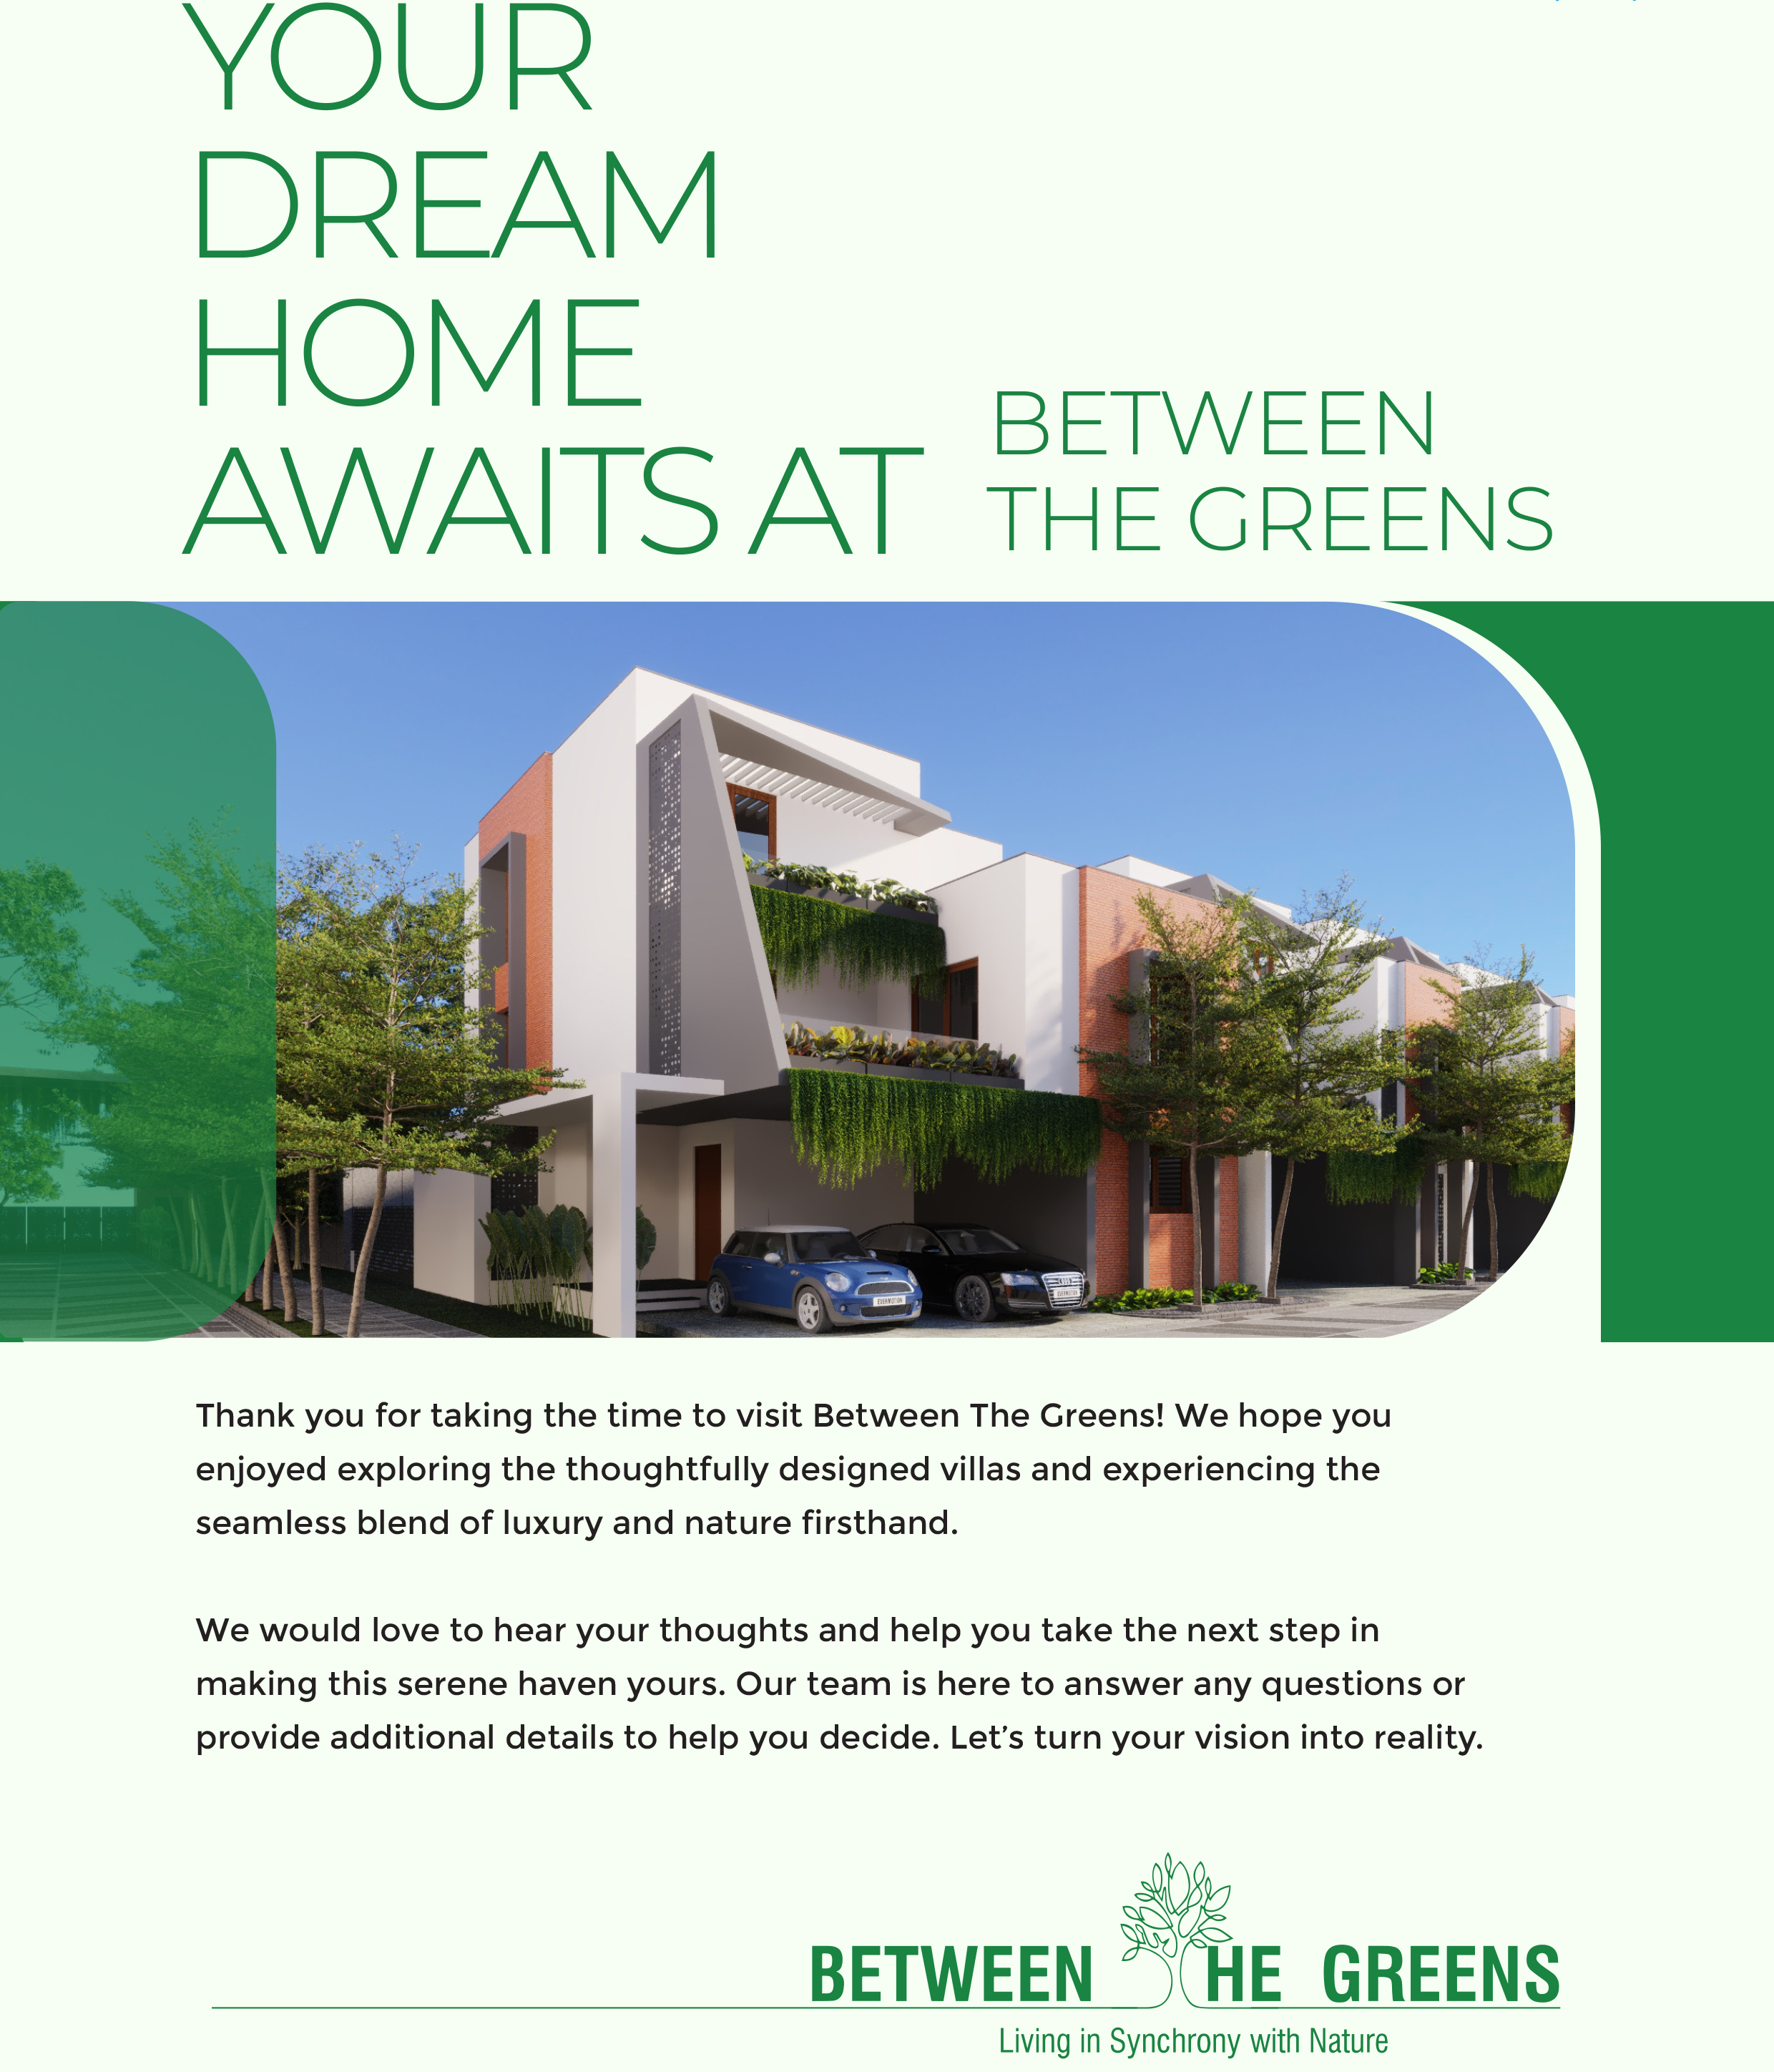 YOUR
DREAM
HOME
AWAITS AT
BETWEEN
THE GREENS
EVERMOTION
EVERMOTION
Thank you for taking the time to visit Between The Greens! We hope you
enjoyed exploring the thoughtfully designed villas and experiencing the
seamless blend of luxury and nature firsthand.
We would love to hear your thoughts and help you take the next step in
making this serene haven yours. Our team is here to answer any questions or
provide additional details to help you decide. Let’s turn your vision into reality.
BETWEEN THE GREENS
Living in Synchrony with Nature